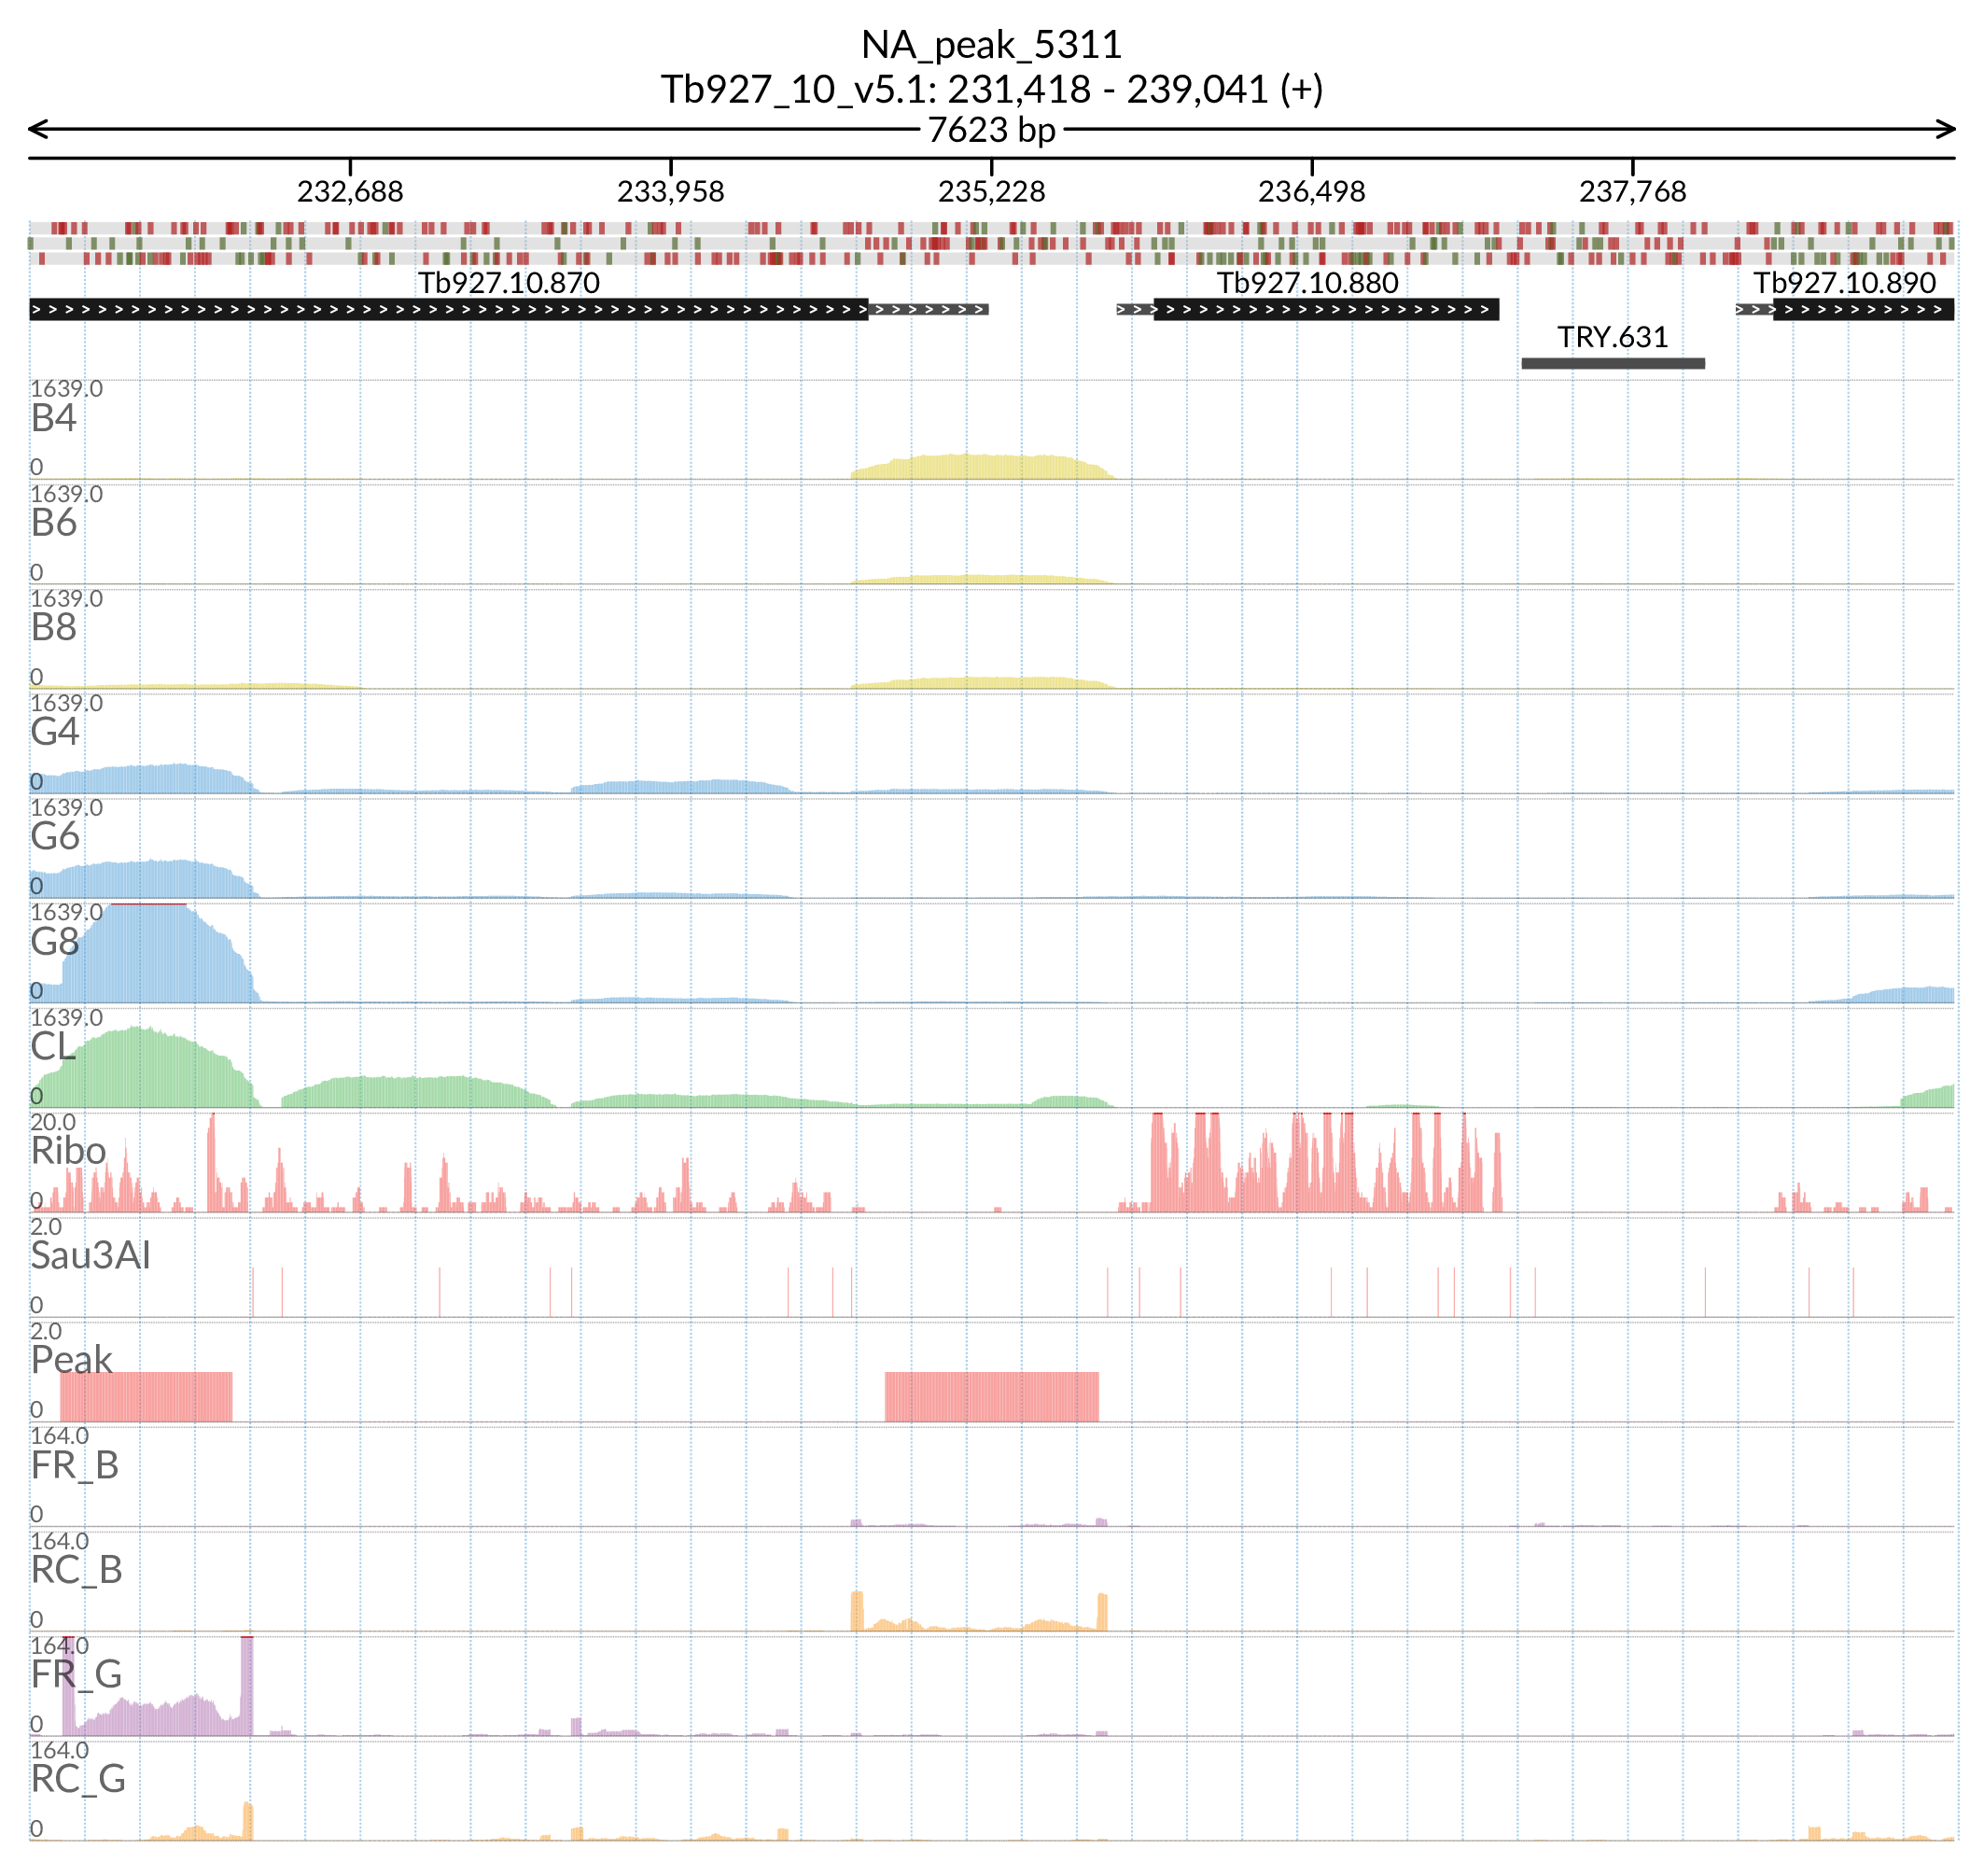 NA_peak_5311
Tb927_10_v5.1: 231,418 - 239,041 (+)
7623 bp
232,688 233,958 235,228 236,498 237,768
Tb927.10.870 Tb927.10.880 Tb927.10.890
TRY.631
1639.0
B4
0
1639.0
B6
0
1639.0
B8
0
1639.0
G4
0
1639.0
G6
0
1639.0
G8
0
1639.0
CL
0
20.0
Ribo
0
2.0
Sau3AI
0
2.0
Peak
0
164.0
FR_B
0
164.0
RC_B
0
164.0
FR_G
0
164.0
RC_G
0